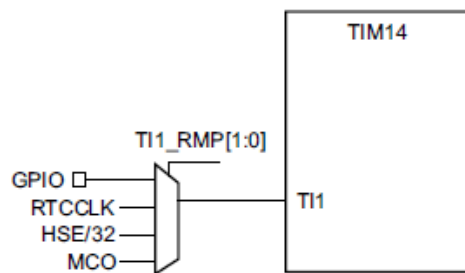 TIM14
TI1_RMP[1:0]
GPIO
RTCCLK
TI1
HSE/32
MCO